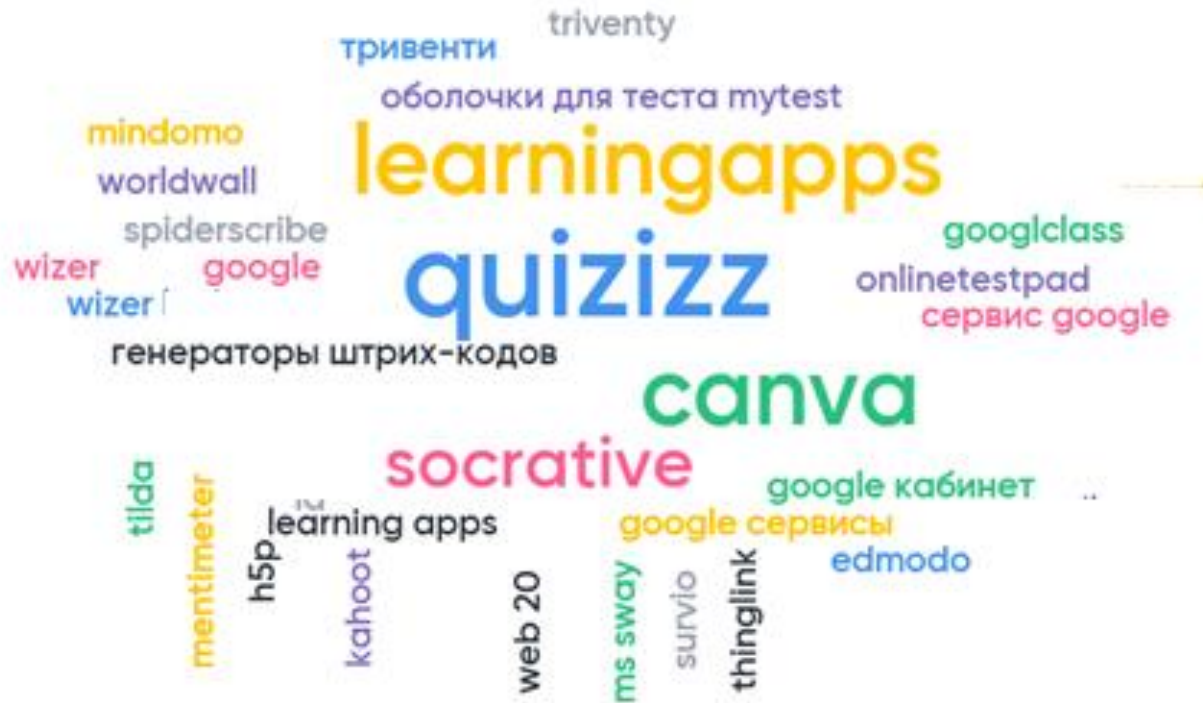 triventy
тривенти
оболочки для теста mytest
mindomo
learningapps
worldwall
spiderscribe
googlclass
wizer
google
quizizz
onlinetestpad
wizer
сервис google
генераторы штрих-кодов
canva
socrative
google кабинет
tilda
mentimeter
learning apps
google сервисы
h5p
kahoot
web 20
ms sway
survio
thinglink
edmodo